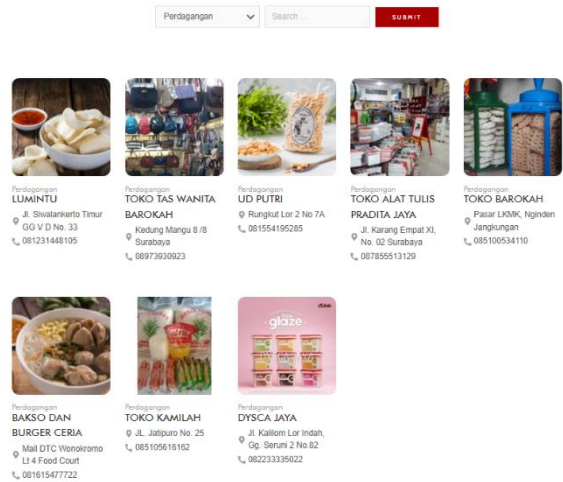 Perdagangan
Search ...
SUBMIT
Perdagangan
LUMINTU
Jl. Siwalankerto Timur
GG V D No. 33
081231448105
Perdagangan
TOKO TAS WANITA
BAROKAH
Kedung Mangu 8 /8
Surabaya
08973930923
Perdagangan
UD PUTRI
Rungkut Lor 2 No 7A
081554195285
Perdagangan
TOKO ALAT TULIS
PRADITA JAYA
Jl. Karang Empat XI,
No. 02 Surabaya
087855513129
Perdagangan
TOKO BAROKAH
Pasar LKMK, Nginden
Jangkungan
085100534110
glaze
Perdagangan
BAKSO DAN
BURGER CERIA
Mall DTC Wonokromo
Lt 4 Food Court
081615477722
Perdagangan
TOKO KAMILAH
JL. Jatipuro No. 25
085105616162
Perdagangan
DYSCA JAYA
Jl. Kalilom Lor Indah,
Gg. Seruni 2 No.82
082233335022